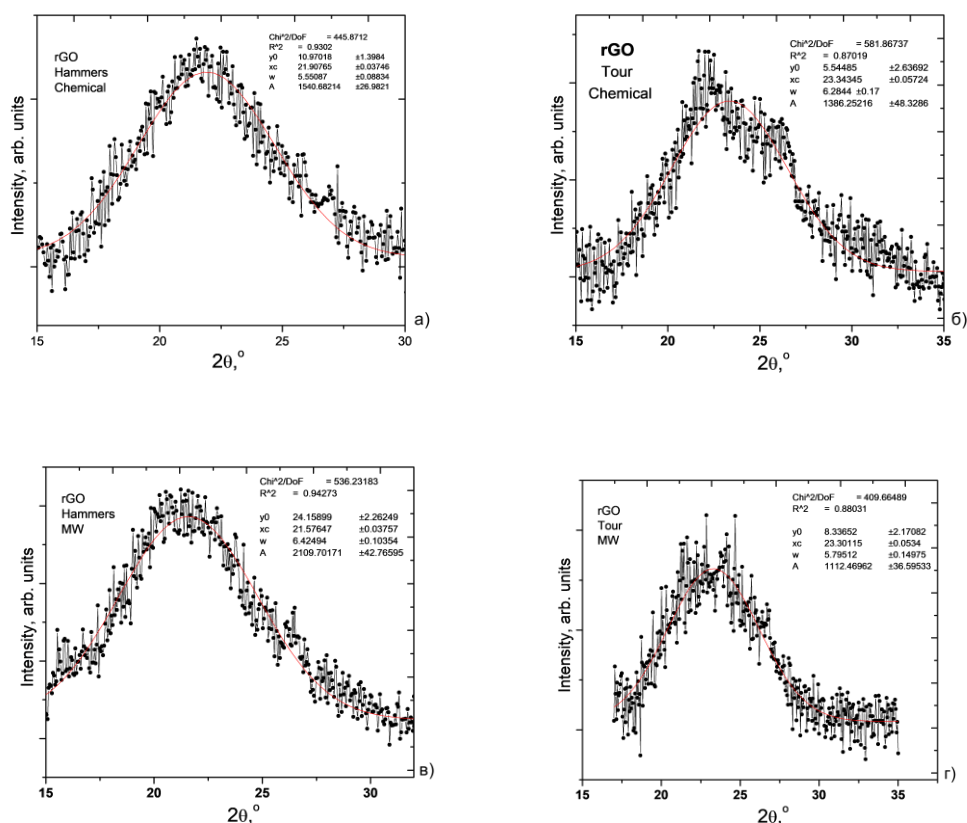 rGO
Hammers
Chemical
Chi^2/DoF = 445.8712
R^2 = 0.9302
y0 10.97018 ±1.3984
xc 21.90765 ±0.03746
w 5.55087 ±0.08834
A 1540.68214 ±26.9821
Intensity, arb. units
15 20 25 30
2θ,°
а)
rGO
Tour
Chemical
Chi^2/DoF = 581.86737
R^2 = 0.87019
y0 5.54485 ±2.63692
xc 23.34345 ±0.05724
w 6.2844 ±0.17
A 1386.25216 ±48.3286
Intensity, arb. units
15 20 25 30 35
2θ,°
б)
rGO
Hammers
MW
Chi^2/DoF = 536.23183
R^2 = 0.94273
y0 24.15899 ±2.26249
xc 21.57647 ±0.03757
w 6.42494 ±0.10354
A 2109.70171 ±42.76595
Intensity, arb. units
15 20 25 30
2θ,°
в)
rGO
Tour
MW
Chi^2/DoF = 409.66489
R^2 = 0.88031
y0 8.33652 ±2.17082
xc 23.30115 ±0.0534
w 5.79512 ±0.14975
A 1112.46962 ±36.59533
Intensity, arb. units
15 20 25 30 35
2θ,°
г)